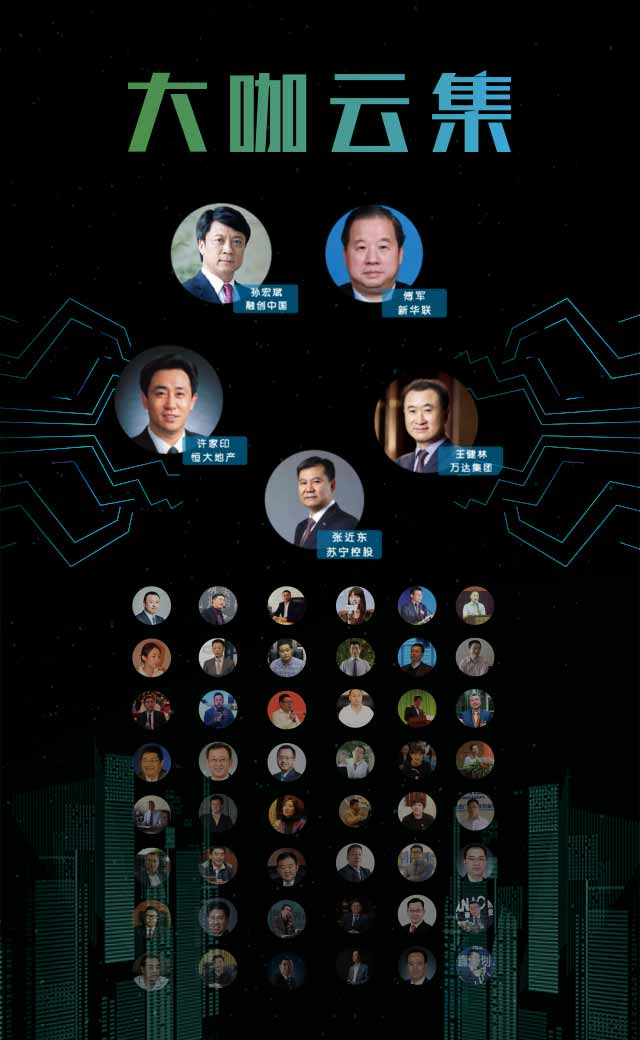 大咖云集
孙宏斌
融创中国
傅军
新华联
许家印
恒大地产
王健林
万达集团
张近东
苏宁控股